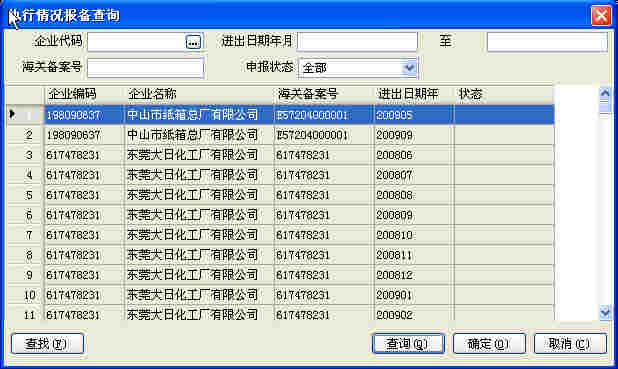 执行情况报备查询
企业代码 ... 进出日期年月 至
海关备案号 申报状态 全部
企业编码 企业名称 海关备案号 进出日期年 状态
1 198090637 中山市纸箱总厂有限公司 E57204000001 200905
2 198090637 中山市纸箱总厂有限公司 E57204000001 200909
3 617478231 东莞大日化工厂有限公司 617478231 200806
4 617478231 东莞大日化工厂有限公司 617478231 200807
5 617478231 东莞大日化工厂有限公司 617478231 200808
6 617478231 东莞大日化工厂有限公司 617478231 200809
7 617478231 东莞大日化工厂有限公司 617478231 200810
8 617478231 东莞大日化工厂有限公司 617478231 200811
9 617478231 东莞大日化工厂有限公司 617478231 200812
10 617478231 东莞大日化工厂有限公司 617478231 200901
11 617478231 东莞大日化工厂有限公司 617478231 200902
查找(F) 查询(Q) 确定(O) 取消(C)